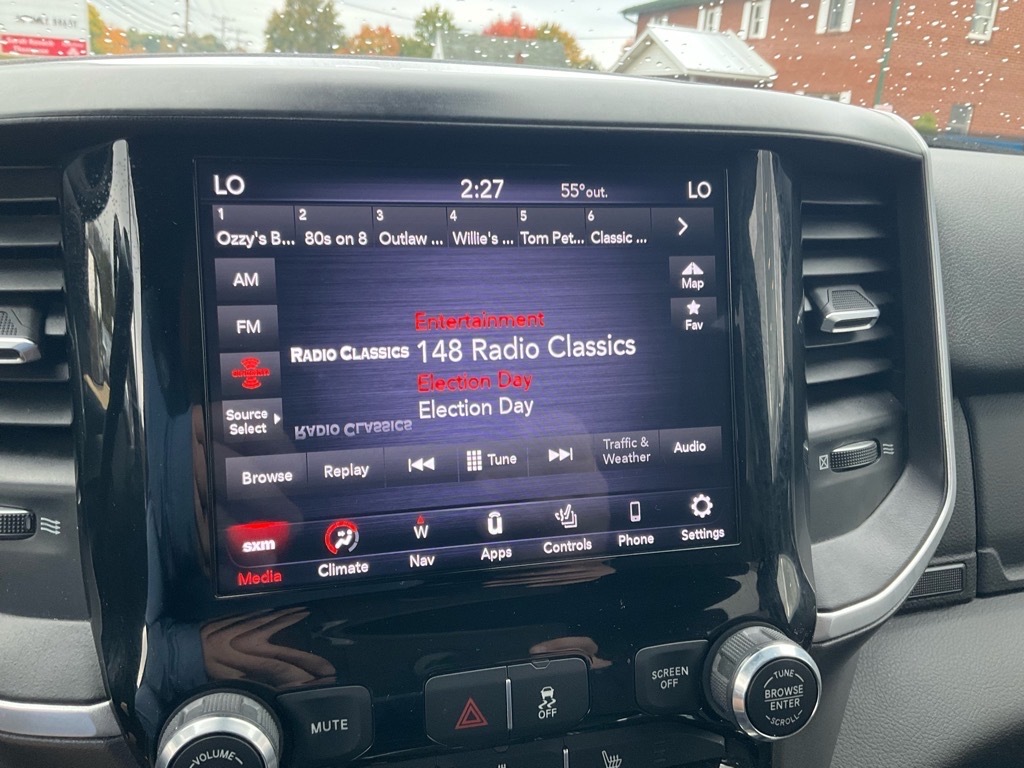 LO 2:27 55° out. LO
1 2 3 4 5 6
Ozzy's B... 80s on 8 Outlaw ... Willie's ... Tom Pet... Classic ...
AM
Map
FM
Fav
Entertainment
RADIO CLASSICS 148 Radio Classics
Election Day
Source
Select
Election Day
RADIO CLASSICS
Browse Replay Tune Traffic &
Weather Audio
sxm
Media Climate W
Nav Apps Controls Phone Settings
MUTE
OFF
SCREEN
OFF
TUNE
BROWSE
ENTER
SCROLL
VOLUME